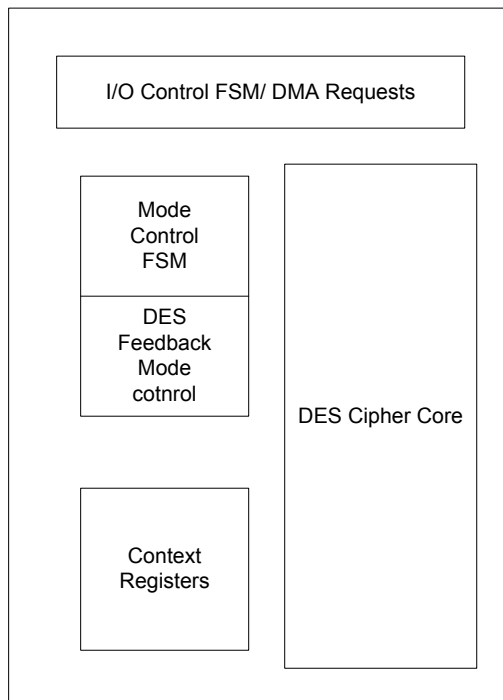 I/O Control FSM/ DMA Requests
Mode
Control
FSM
DES
Feedback
Mode
cotnrol
DES Cipher Core
Context
Registers